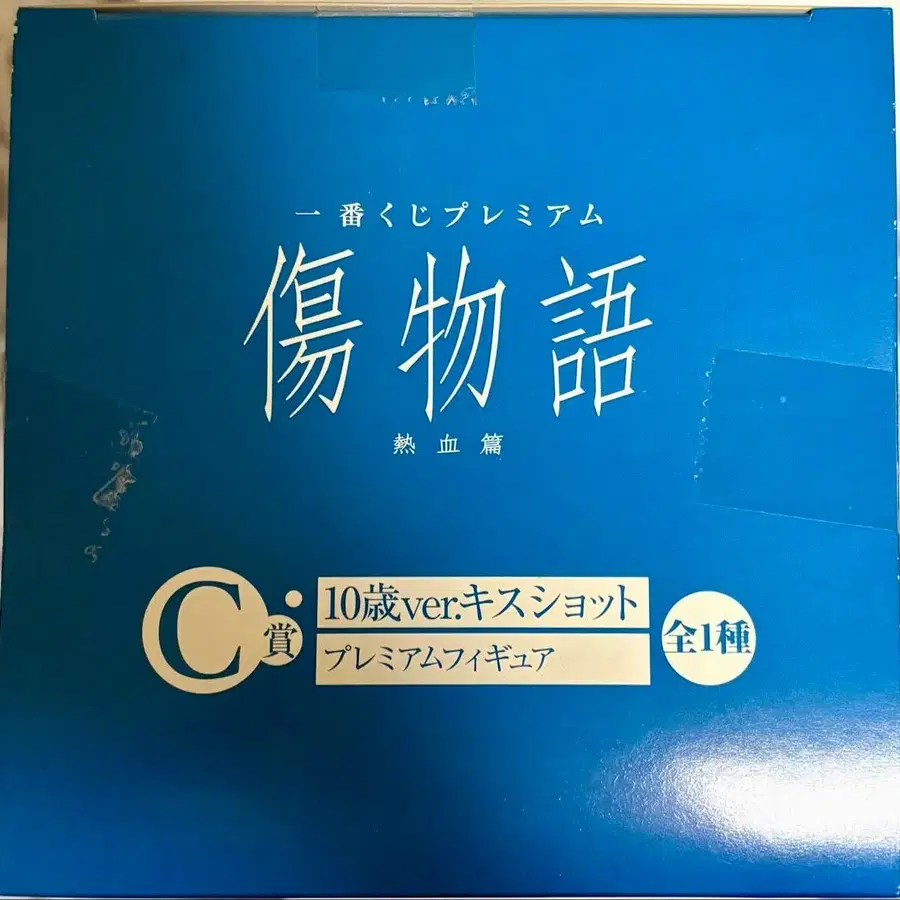 一番くじプレミアム
傷物語
熱血篇
C賞
10歳ver.キスショット
プレミアムフィギュア
全1種